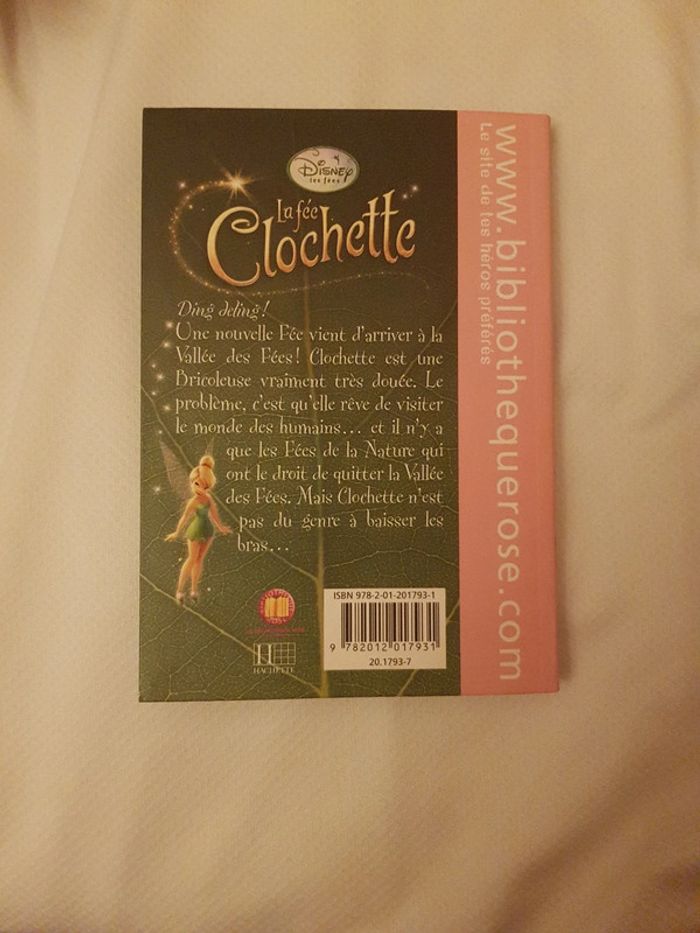 Disney
les fées
La fée
Clochette
Ding deling !
Une nouvelle Fée vient d'arriver à la
Vallée des Fées ! Clochette est une
Bricoleuse vraiment très douée. Le
problème, c'est qu'elle rêve de visiter
le monde des humains... et il n'y a
que les Fées de la Nature qui
ont le droit de quitter la Vallée
des Fées. Mais Clochette n'est
pas du genre à baisser les
bras...
HACHETTE
ISBN 978-2-01-201793-1
9 782012 017931
20.1793-7
www.bibliothequerose.com
Le site de tes héros préférés